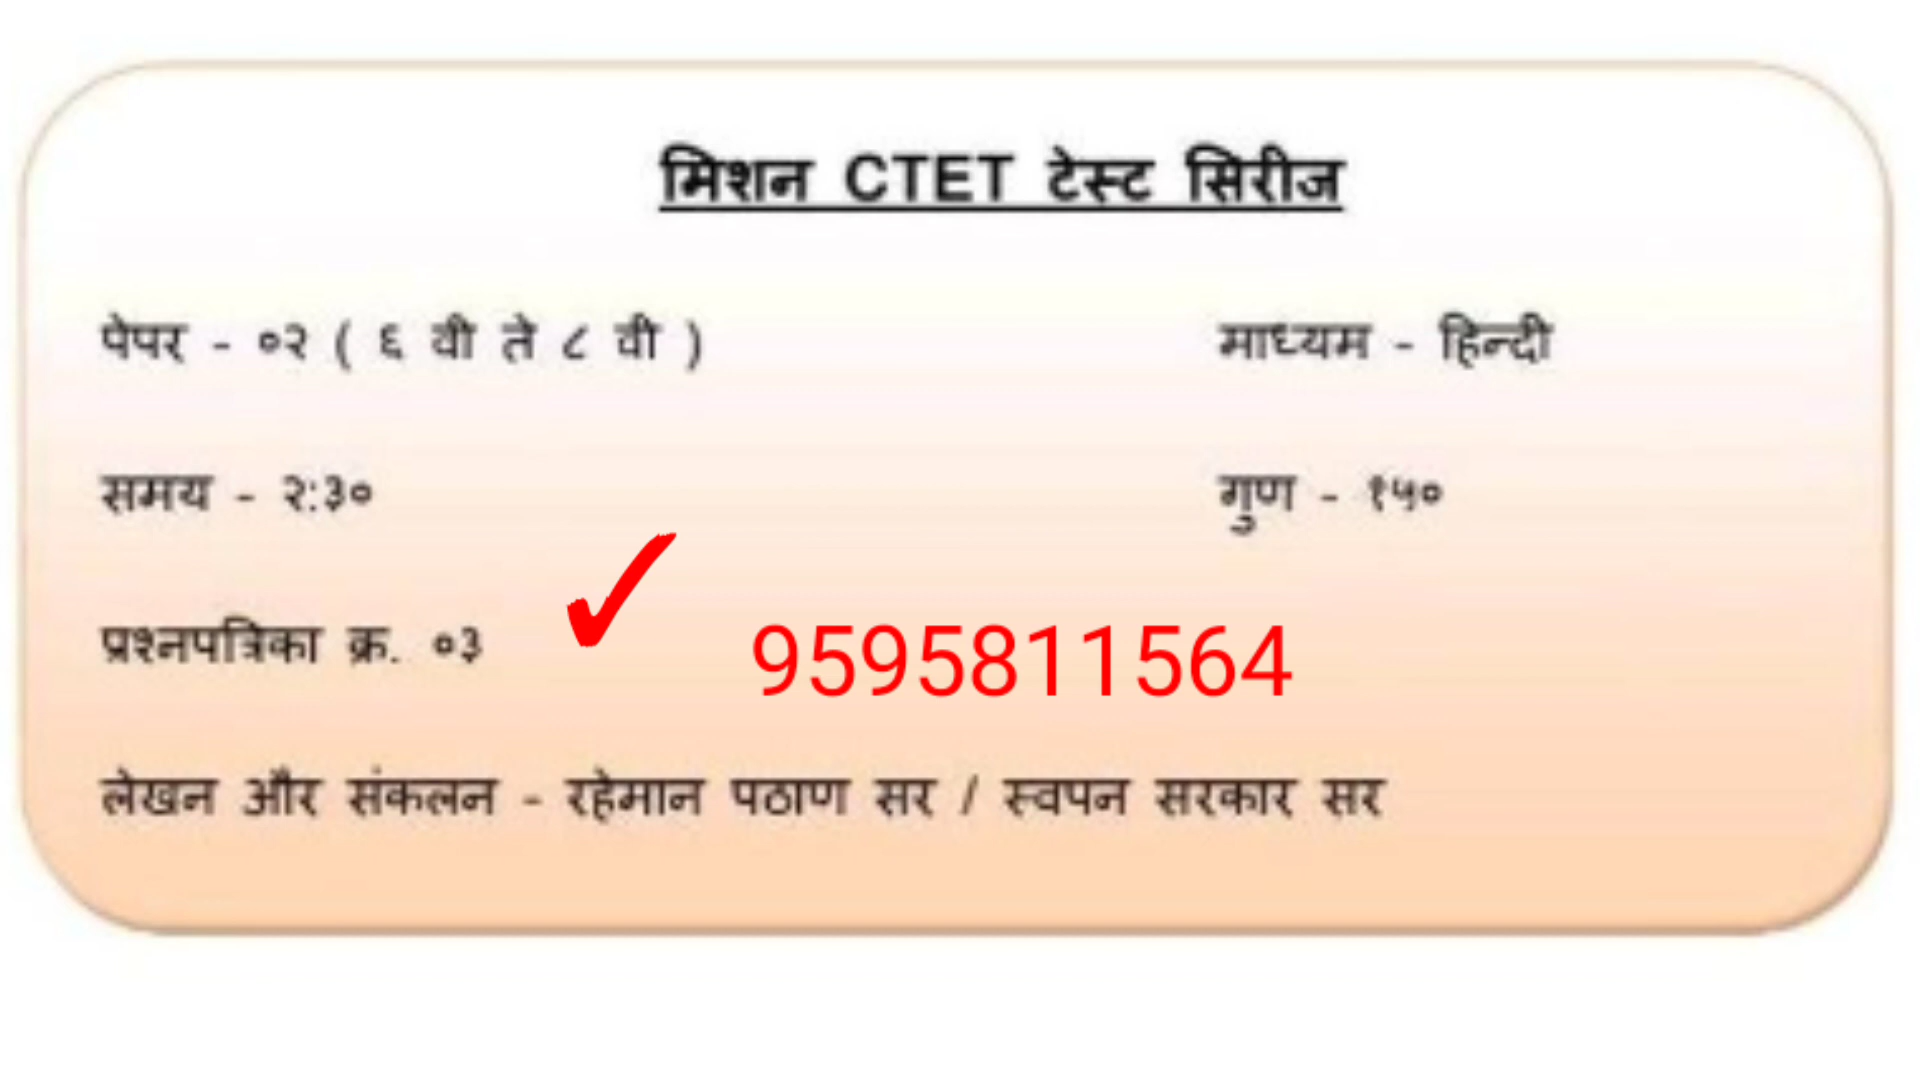 मिशन CTET टेस्ट सिरीज
पेपर - ०२ ( ६ वी ते ८ वी ) माध्यम - हिन्दी
समय - २:३० गुण - १५०
प्रश्नपत्रिका क्र. ०३ ✓ 9595811564
लेखन और संकलन - रहेमान पठाण सर / स्वपन सरकार सर